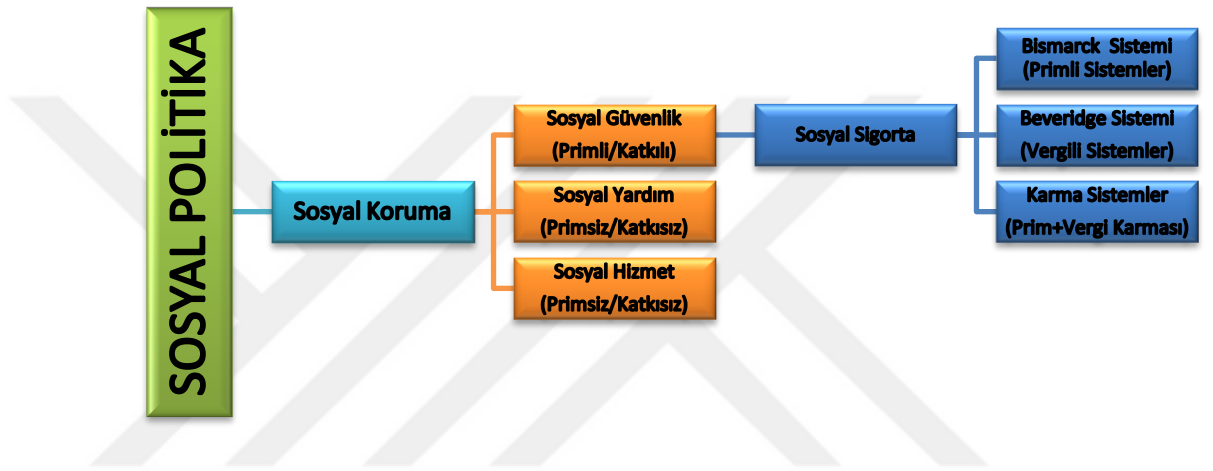 SOSYAL POLİTİKA
Sosyal Koruma
Sosyal Güvenlik
(Primli/Katkılı)
Sosyal Yardım
(Primsiz/Katkısız)
Sosyal Hizmet
(Primsiz/Katkısız)
Sosyal Sigorta
Bismarck Sistemi
(Primli Sistemler)
Beveridge Sistemi
(Vergili Sistemler)
Karma Sistemler
(Prim+Vergi Karması)